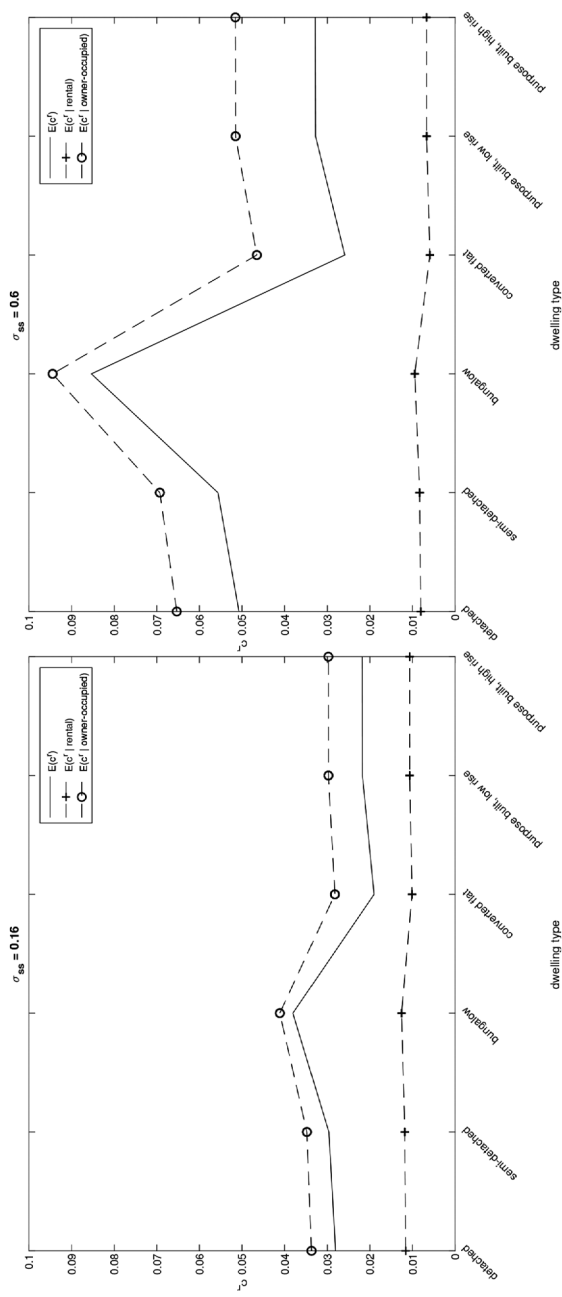 σ ss = 0.16
E(c^r)
E(c^r | rental)
E(c^r | owner-occupied)
0.1
0.09
0.08
0.07
0.06
0.05
0.04
0.03
0.02
0.01
0
c^r
detached
semi-detached
bungalow
converted flat
purpose built, low rise
purpose built, high rise
dwelling type
σ ss = 0.6
E(c^r)
E(c^r | rental)
E(c^r | owner-occupied)
0.1
0.09
0.08
0.07
0.06
0.05
0.04
0.03
0.02
0.01
0
c^r
detached
semi-detached
bungalow
converted flat
purpose built, low rise
purpose built, high rise
dwelling type